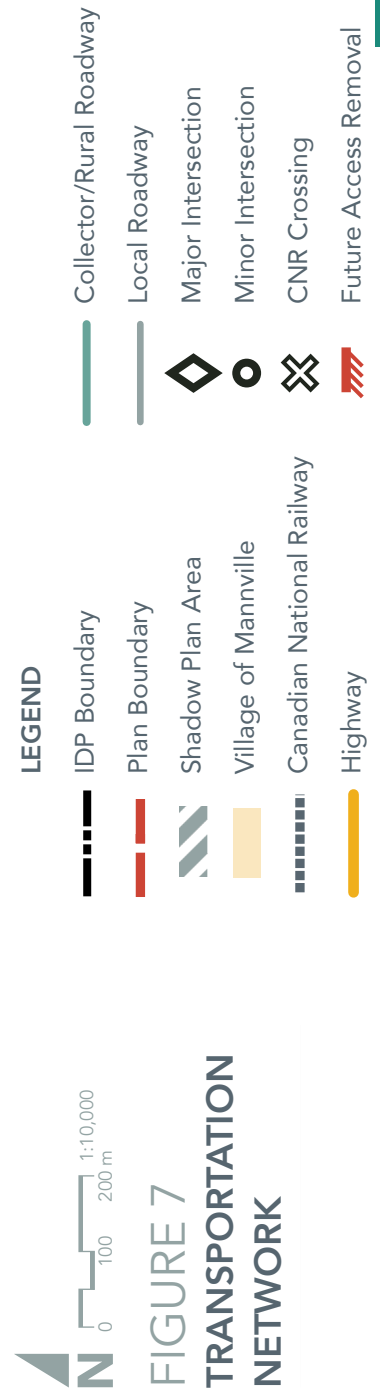 N
0 100 200 m
1:10,000
FIGURE 7
TRANSPORTATION
NETWORK
LEGEND
IDP Boundary
Plan Boundary
Shadow Plan Area
Village of Mannville
Canadian National Railway
Highway
Collector/Rural Roadway
Local Roadway
Major Intersection
Minor Intersection
CNR Crossing
Future Access Removal